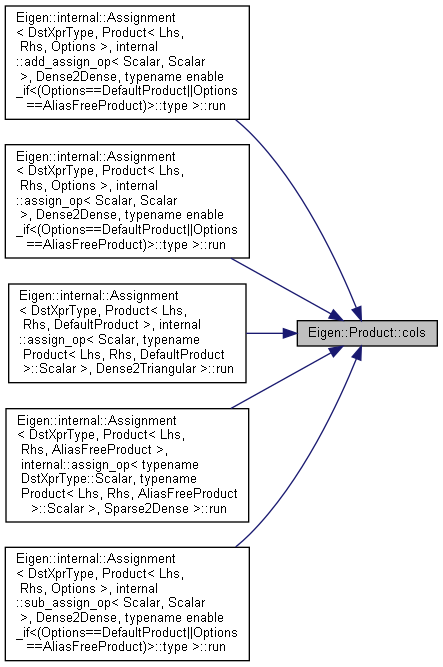 Eigen::internal::Assignment
< DstXprType, Product< Lhs,
Rhs, Options >, internal
::add_assign_op< Scalar, Scalar
>, Dense2Dense, typename enable
_if<(Options==DefaultProduct||Options
==AliasFreeProduct)>::type >::run
Eigen::internal::Assignment
< DstXprType, Product< Lhs,
Rhs, Options >, internal
::assign_op< Scalar, Scalar
>, Dense2Dense, typename enable
_if<(Options==DefaultProduct||Options
==AliasFreeProduct)>::type >::run
Eigen::internal::Assignment
< DstXprType, Product< Lhs,
Rhs, DefaultProduct >, internal
::assign_op< Scalar, typename
Product< Lhs, Rhs, DefaultProduct
>::Scalar >, Dense2Triangular >::run
Eigen::Product::cols
Eigen::internal::Assignment
< DstXprType, Product< Lhs,
Rhs, AliasFreeProduct >,
internal::assign_op< typename
DstXprType::Scalar, typename
Product< Lhs, Rhs, AliasFreeProduct
>::Scalar >, Sparse2Dense >::run
Eigen::internal::Assignment
< DstXprType, Product< Lhs,
Rhs, Options >, internal
::sub_assign_op< Scalar, Scalar
>, Dense2Dense, typename enable
_if<(Options==DefaultProduct||Options
==AliasFreeProduct)>::type >::run